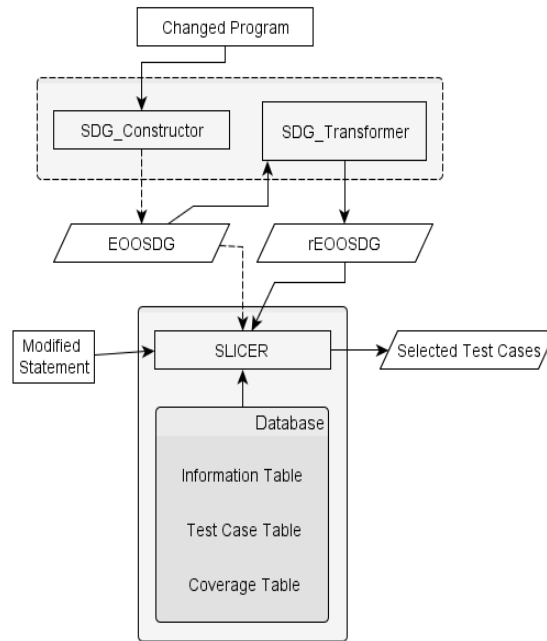 Changed Program
SDG_Constructor
SDG_Transformer
EOOSDG
rEOOSDG
Modified
Statement
SLICER
Selected Test Cases
Database
Information Table
Test Case Table
Coverage Table